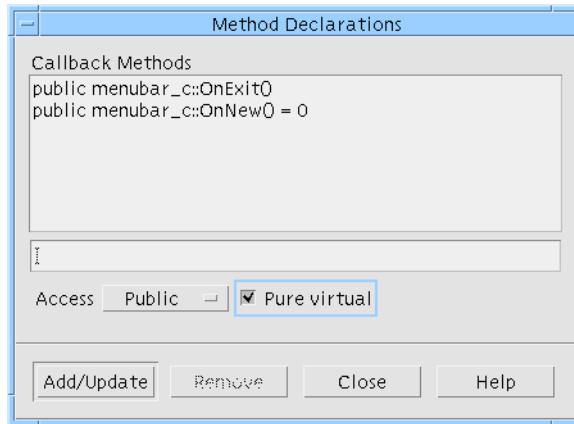 Method Declarations
Callback Methods
public menubar_c::OnExit()
public menubar_c::OnNew() = 0
Access Public Pure virtual
Add/Update Remove Close Help